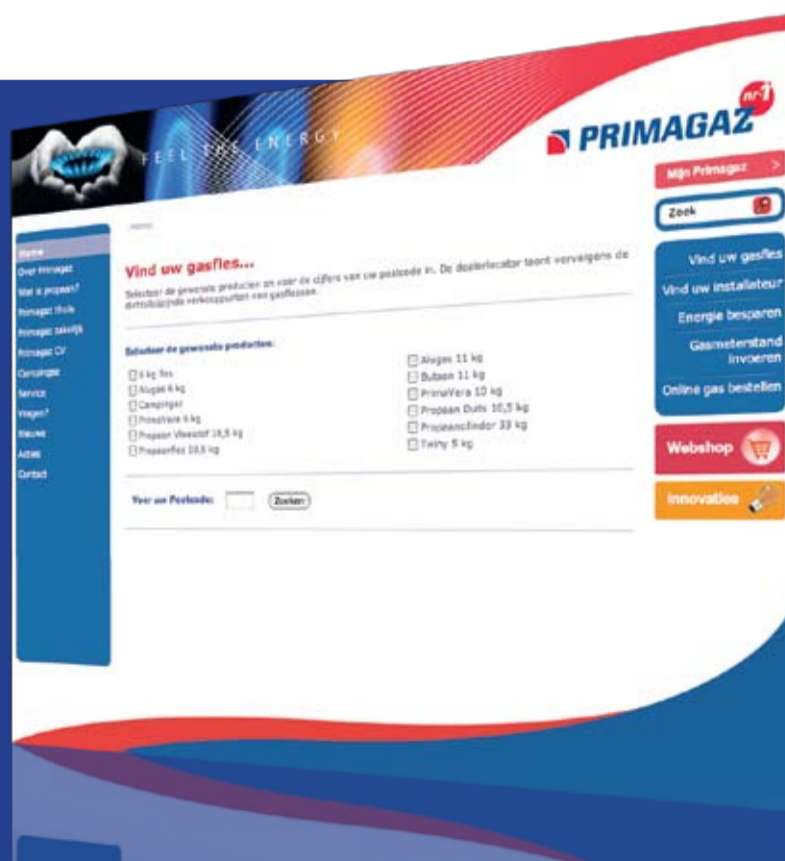 FEEL THE ENERGY
nr. 1
PRIMAGAZ
Mijn Primagaz >
Zoek
Home
Home
Over Primagaz
Wat is propaan?
Primagaz thuis
Primagaz zakelijk
Primagaz CV
Campingaz
Service
Vragen?
Nieuws
Acties
Contact
Vind uw gasfles...
Selecteer de gewenste producten en voer de cijfers van uw postcode in. De dealerlocator toont vervolgens de
dichtstbijzijnde verkooppunten van gasflessen.
Selecteer de gewenste producten:
6 kg fles
Alugas 6 kg
Campingaz
PrimaVera 5 kg
Propaan Vloeistof 18,5 kg
Propaanfles 10,5 kg
Alugas 11 kg
Butaan 11 kg
PrimaVera 10 kg
Propaan Duits 10,5 kg
Propaancilinder 33 kg
Twiny 5 kg
Voer uw Postcode:
Zoeken
Vind uw gasfles
Vind uw installateur
Energie besparen
Gasmeterstand
invoeren
Online gas bestellen
Webshop
Innovaties